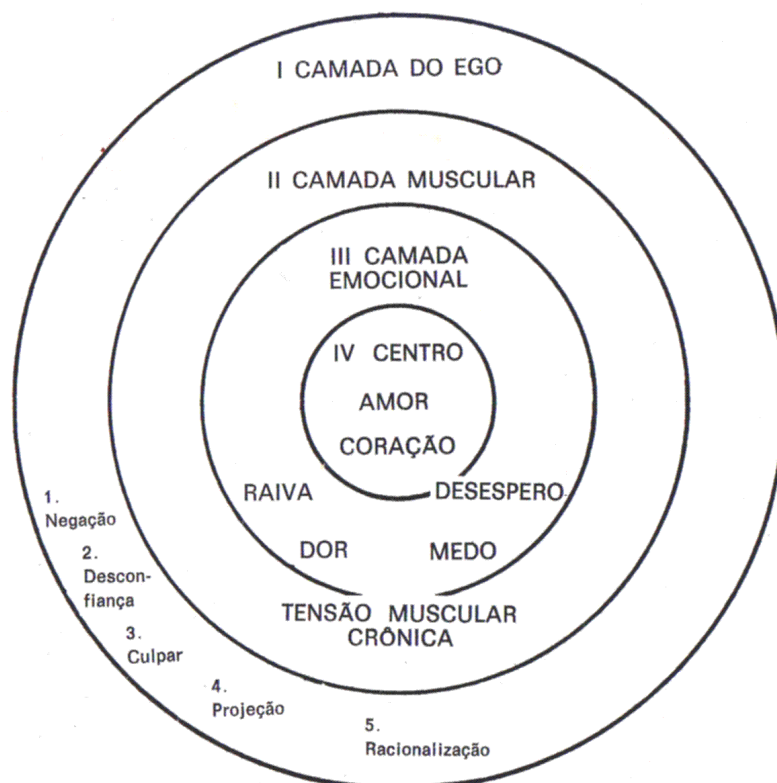 I CAMADA DO EGO
II CAMADA MUSCULAR
III CAMADA
EMOCIONAL
IV CENTRO
AMOR
CORAÇÃO
RAIVA
DESESPERO
DOR
MEDO
TENSÃO MUSCULAR
CRÔNICA
1.
Negação
2.
Descon-
fiança
3.
Culpar
4.
Projeção
5.
Racionalização